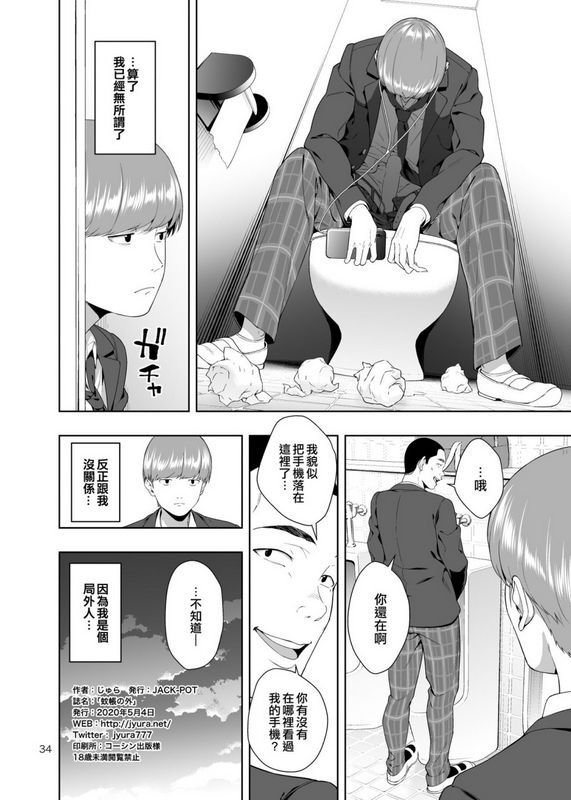 …算了
我已經無所謂了
ガチャ
…哦
你還在啊
我貌似
把手機落在
這裡了…
你有沒有
在哪裡看過
我的手機？
反正跟我
沒關係…
…不知道—
因為我是個
局外人…
作者：じゅら　発行：JACK-POT
誌名：「蚊帳の外」
発行：2020年5月4日
WEB：http://jyura.net/
Twitter：jyura777
印刷所：コーシン出版様
18歳未満閲覧禁止
34